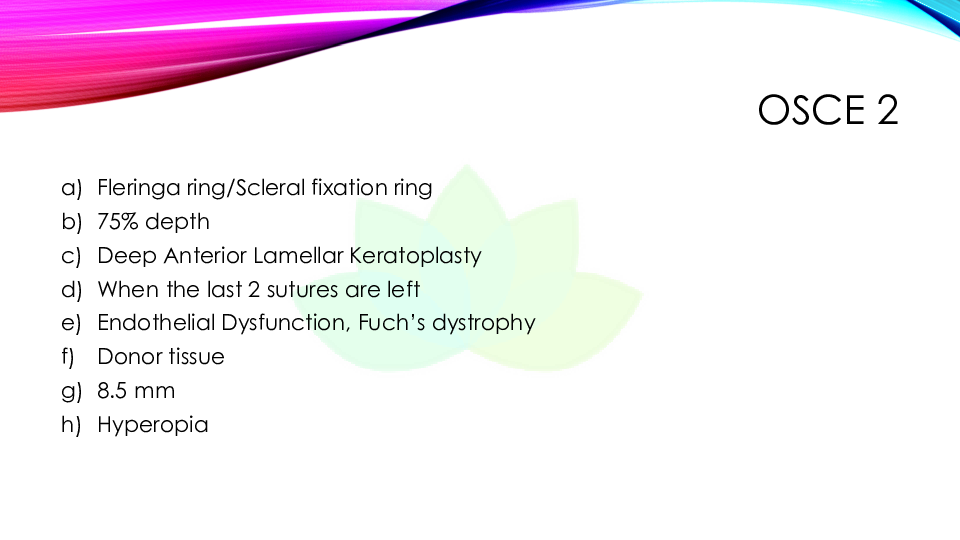 OSCE 2
a) Fleringa ring/Scleral fixation ring
b) 75% depth
c) Deep Anterior Lamellar Keratoplasty
d) When the last 2 sutures are left
e) Endothelial Dysfunction, Fuch’s dystrophy
f) Donor tissue
g) 8.5 mm
h) Hyperopia